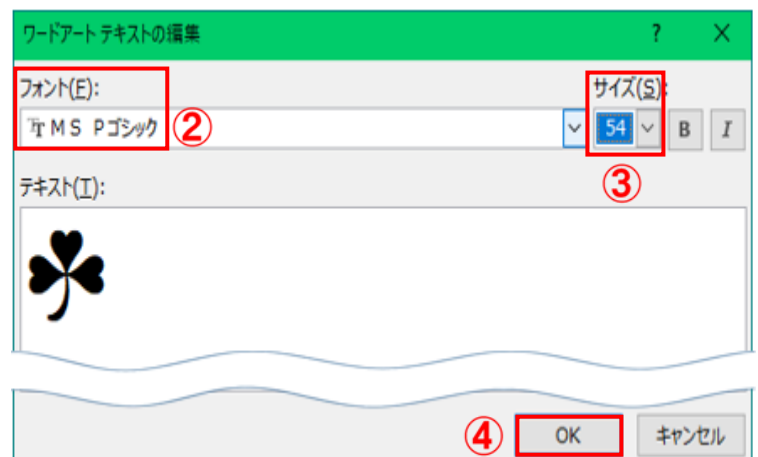 ワードアート テキストの編集 ? ×
フォント(F): サイズ(S):
MS Pゴシック ② 54 B I
③
テキスト(T):
☘
④ OK キャンセル